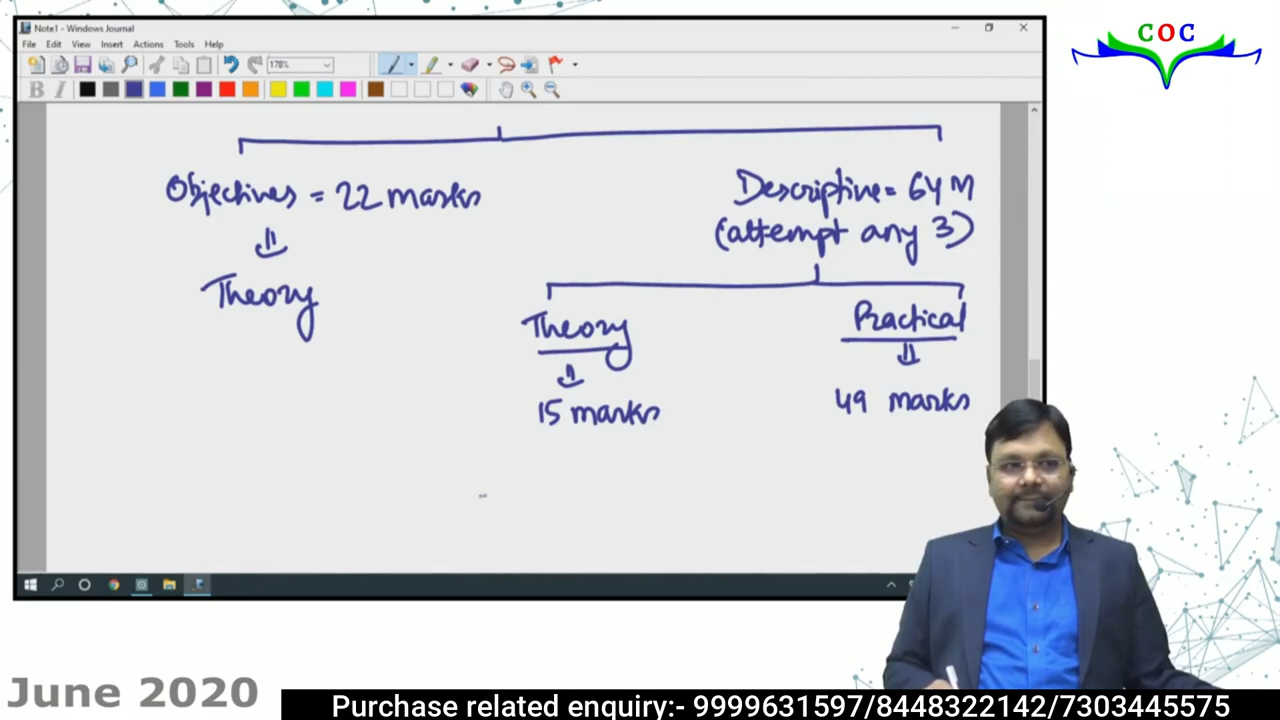 Note1 - Windows Journal
File Edit View Insert Actions Tools Help
178%
B I
COC
Objectives = 22 marks
Theory
Descriptive = 64 M
(attempt any 3)
Theory
15 marks
Practical
49 marks
June 2020
Purchase related enquiry:- 9999631597/8448322142/7303445575